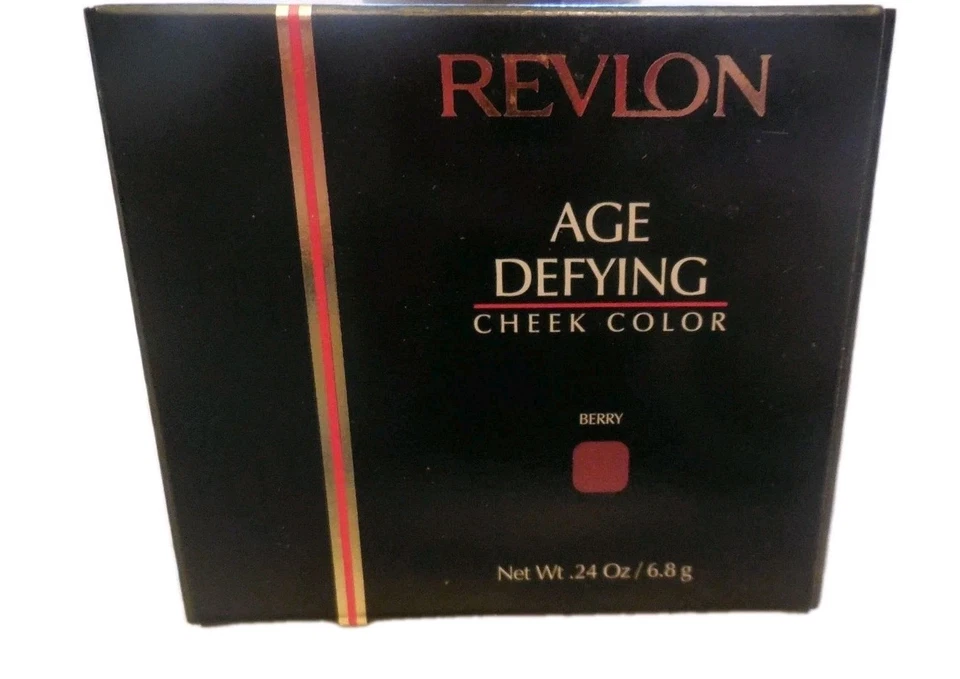 REVLON
AGE
DEFYING
CHEEK COLOR
BERRY
Net Wt .24 Oz / 6.8 g